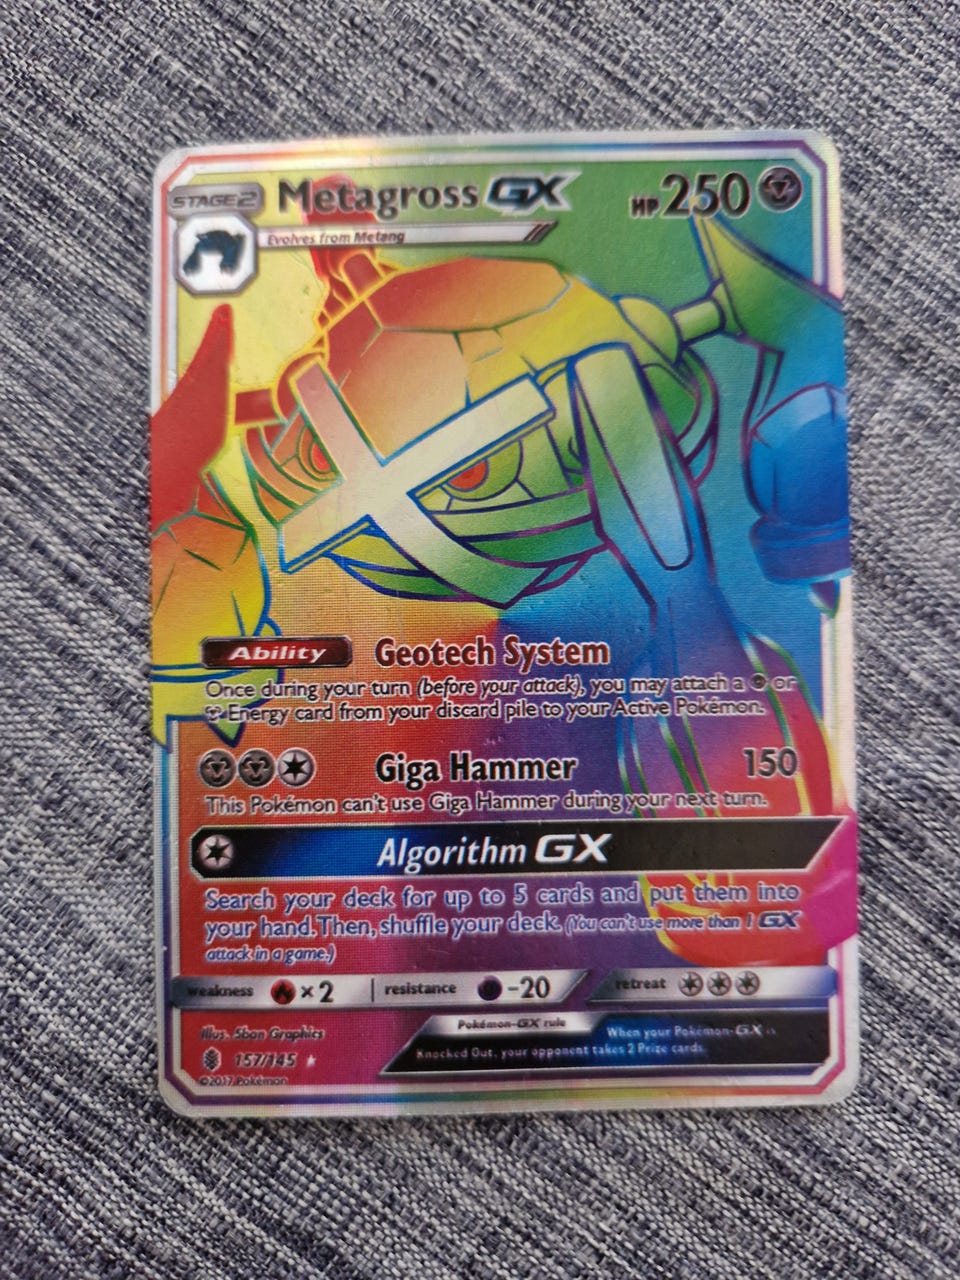 STAGE 2 Metagross GX HP 250
Evolves from Metang
Ability Geotech System
Once during your turn (before your attack), you may attach a or
Energy card from your discard pile to your Active Pokémon.
Giga Hammer 150
This Pokémon can't use Giga Hammer during your next turn.
Algorithm GX
Search your deck for up to 5 cards and put them into
your hand. Then, shuffle your deck. (You can't use more than 1 GX
attack in a game.)
weakness ×2 resistance -20 retreat
Illus. 5ban Graphics
Pokémon-GX rule When your Pokémon-GX is
Knocked Out, your opponent takes 2 Prize cards.
157/145
©2017 Pokémon